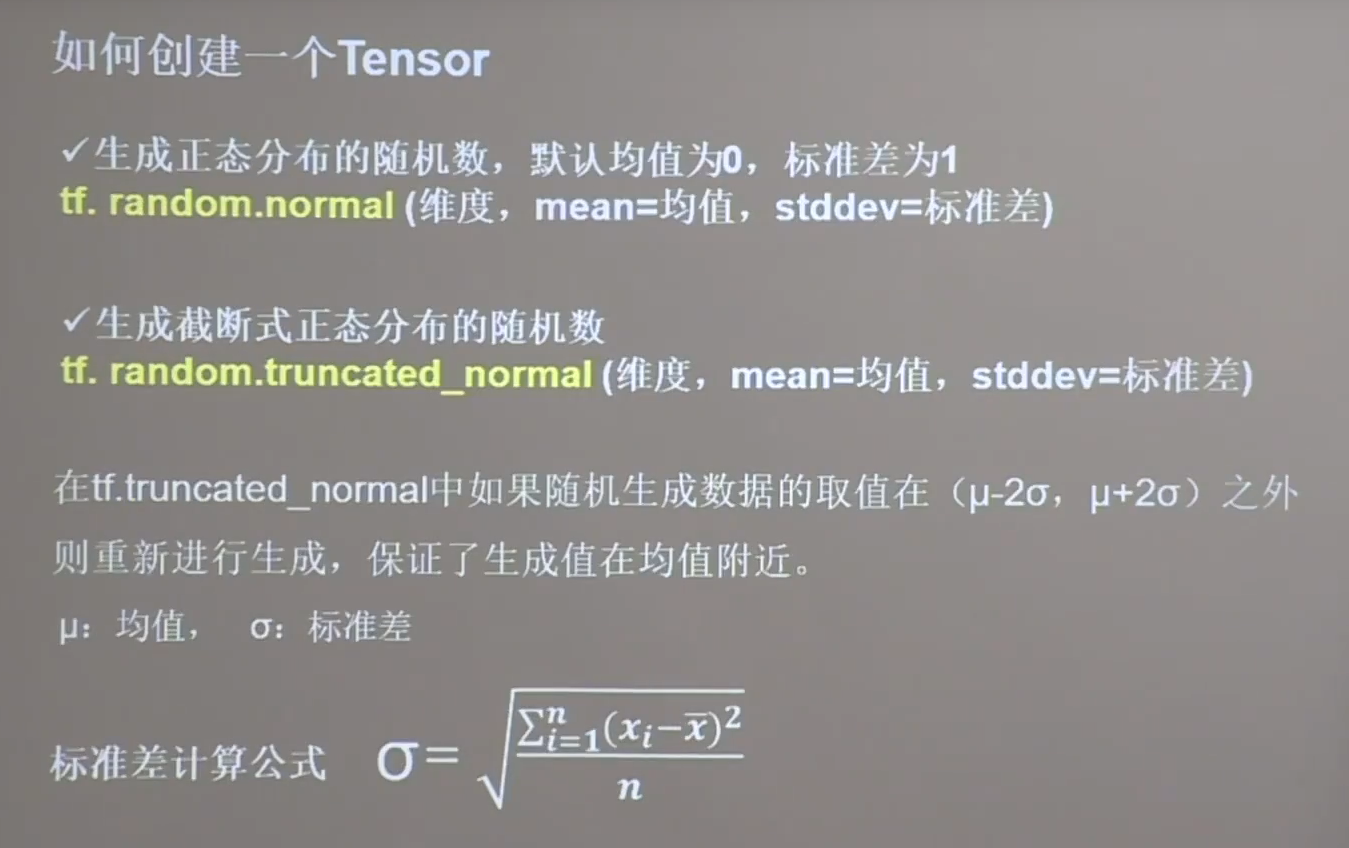 如何创建一个Tensor
✓生成正态分布的随机数，默认均值为0，标准差为1
tf. random.normal (维度，mean=均值，stddev=标准差)
✓生成截断式正态分布的随机数
tf. random.truncated_normal (维度，mean=均值，stddev=标准差)
在tf.truncated_normal中如果随机生成数据的取值在（μ-2σ，μ+2σ）之外
则重新进行生成，保证了生成值在均值附近。
μ：均值， σ：标准差
标准差计算公式 σ=√(∑ⁿᵢ₌₁(xᵢ−x̅)²/n)